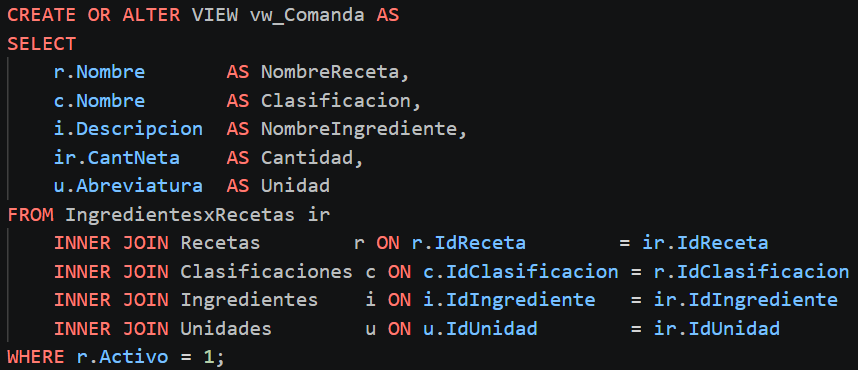 CREATE OR ALTER VIEW vw_Comanda AS
SELECT
    r.Nombre       AS NombreReceta,
    c.Nombre       AS Clasificacion,
    i.Descripcion  AS NombreIngrediente,
    ir.CantNeta    AS Cantidad,
    u.Abreviatura  AS Unidad
FROM IngredientesxRecetas ir
    INNER JOIN Recetas        r ON r.IdReceta        = ir.IdReceta
    INNER JOIN Clasificaciones c ON c.IdClasificacion = r.IdClasificacion
    INNER JOIN Ingredientes    i ON i.IdIngrediente   = ir.IdIngrediente
    INNER JOIN Unidades        u ON u.IdUnidad        = ir.IdUnidad
WHERE r.Activo = 1;